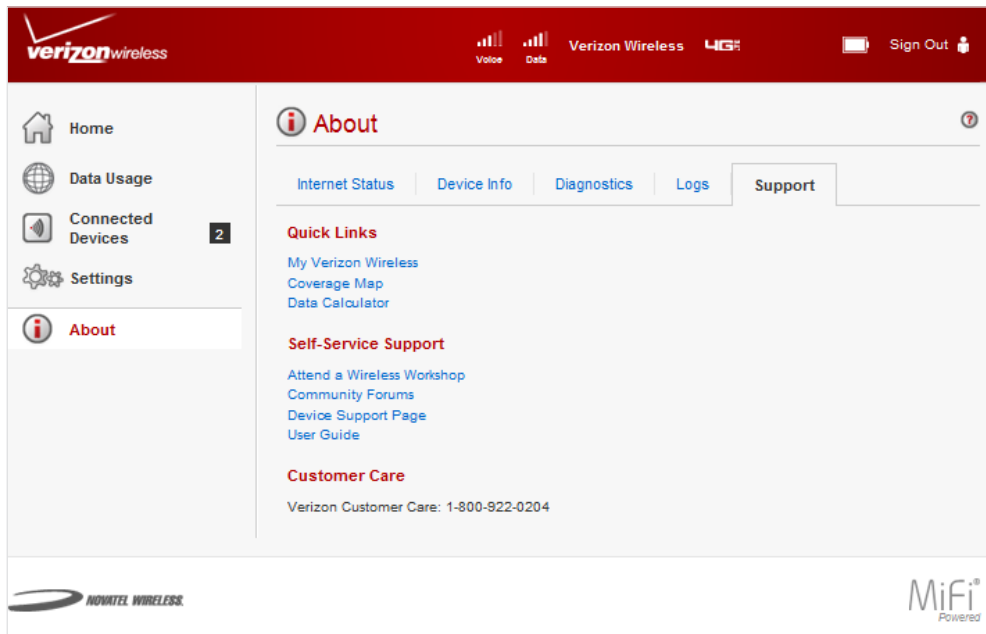 verizonwireless
Voice
Data
Verizon Wireless
4G
Sign Out
Home
Data Usage
Connected
Devices
2
Settings
About
About
?
Internet Status
Device Info
Diagnostics
Logs
Support
Quick Links
My Verizon Wireless
Coverage Map
Data Calculator
Self-Service Support
Attend a Wireless Workshop
Community Forums
Device Support Page
User Guide
Customer Care
Verizon Customer Care: 1-800-922-0204
NOVATEL WIRELESS.
MiFi®
Powered